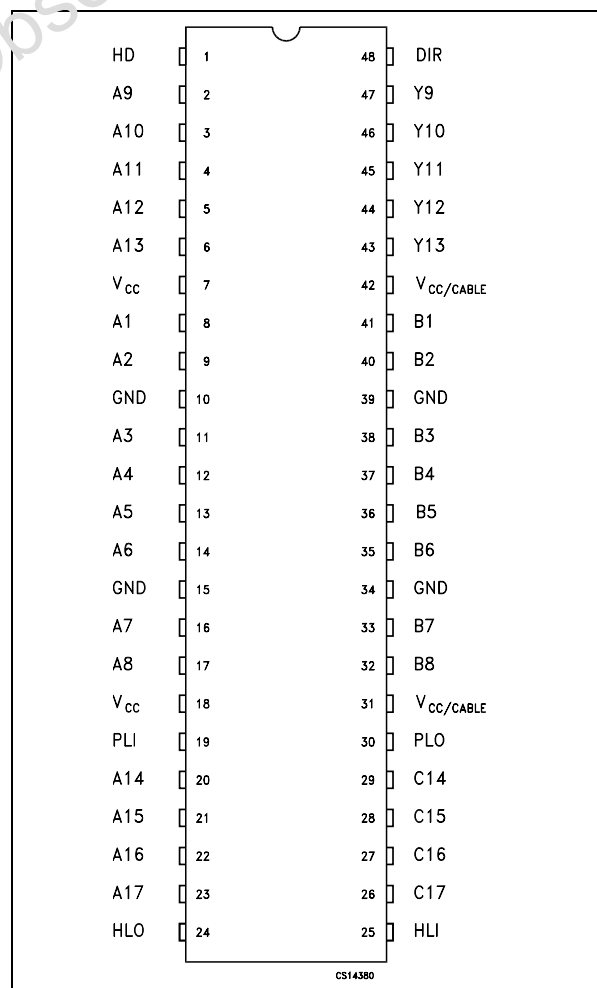 HD 1 48 DIR
A9 2 47 Y9
A10 3 46 Y10
A11 4 45 Y11
A12 5 44 Y12
A13 6 43 Y13
VCC 7 42 VCC/CABLE
A1 8 41 B1
A2 9 40 B2
GND 10 39 GND
A3 11 38 B3
A4 12 37 B4
A5 13 36 B5
A6 14 35 B6
GND 15 34 GND
A7 16 33 B7
A8 17 32 B8
VCC 18 31 VCC/CABLE
PLI 19 30 PLO
A14 20 29 C14
A15 21 28 C15
A16 22 27 C16
A17 23 26 C17
HLO 24 25 HLI
CS14380